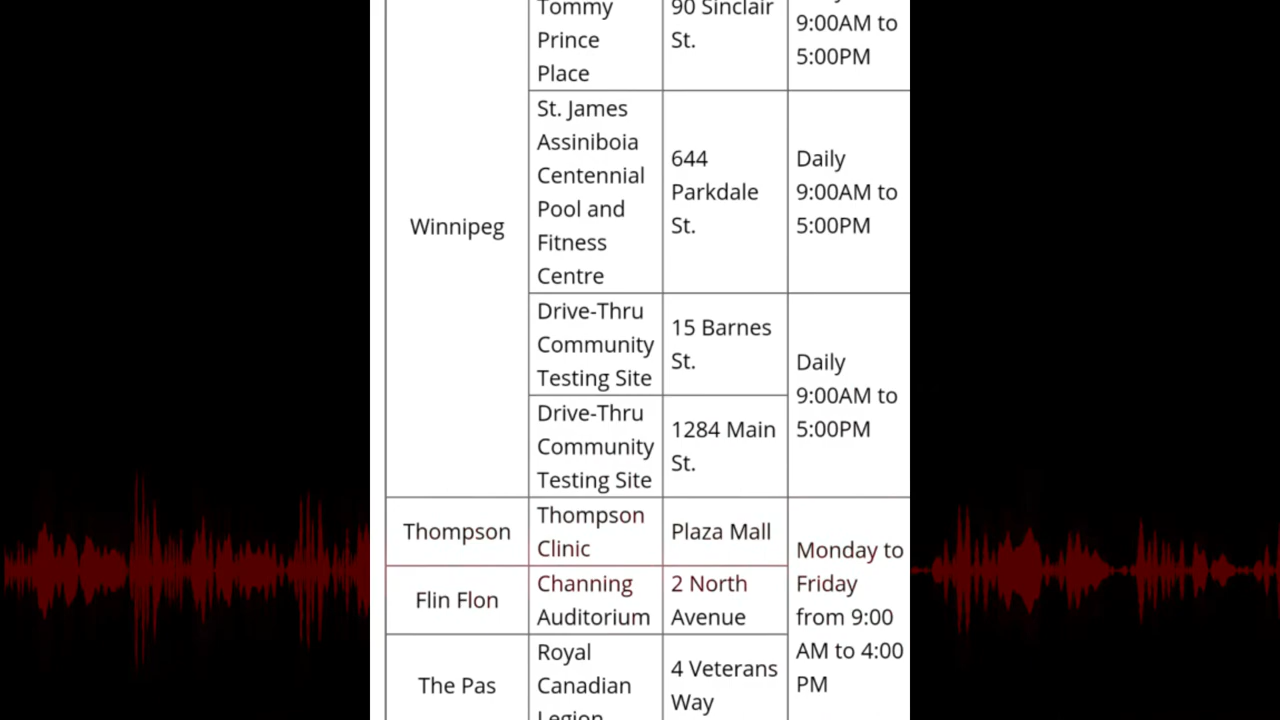 Tommy
Prince
Place
90 Sinclair
St.
9:00AM to
5:00PM
Winnipeg
St. James
Assiniboia
Centennial
Pool and
Fitness
Centre
644
Parkdale
St.
Daily
9:00AM to
5:00PM
Drive-Thru
Community
Testing Site
15 Barnes
St.
Daily
9:00AM to
5:00PM
Drive-Thru
Community
Testing Site
1284 Main
St.
Thompson
Thompson
Clinic
Plaza Mall
Monday to
Friday
from 9:00
AM to 4:00
PM
Flin Flon
Channing
Auditorium
2 North
Avenue
The Pas
Royal
Canadian
Legion
4 Veterans
Way